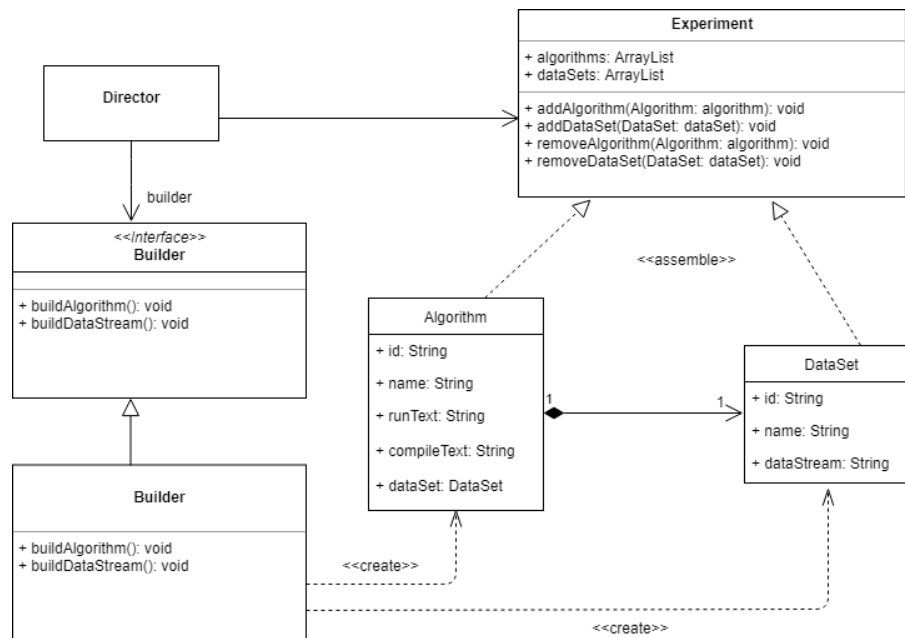 Experiment
+ algorithms: ArrayList
+ dataSets: ArrayList
+ addAlgorithm(Algorithm: algorithm): void
+ addDataSet(DataSet: dataSet): void
+ removeAlgorithm(Algorithm: algorithm): void
+ removeDataSet(DataSet: dataSet): void
Director
builder
<<Interface>>
Builder
+ buildAlgorithm(): void
+ buildDataStream(): void
<<assemble>>
Algorithm
+ id: String
+ name: String
+ runText: String
+ compileText: String
+ dataSet: DataSet
1
1
DataSet
+ id: String
+ name: String
+ dataStream: String
Builder
+ buildAlgorithm(): void
+ buildDataStream(): void
<<create>>
<<create>>